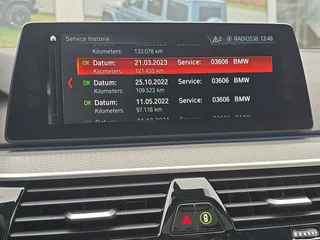 Service historie 2 RADIO538 13:48
Kilometers: 133.078 km
OK Datum: 21.03.2023 Service: 03606 BMW
Kilometers: 121.435 km
OK Datum: 25.10.2022 Service: 03606 BMW
Kilometers: 109.523 km
OK Datum: 11.05.2022 Service: 03606 BMW
Kilometers: 97.118 km